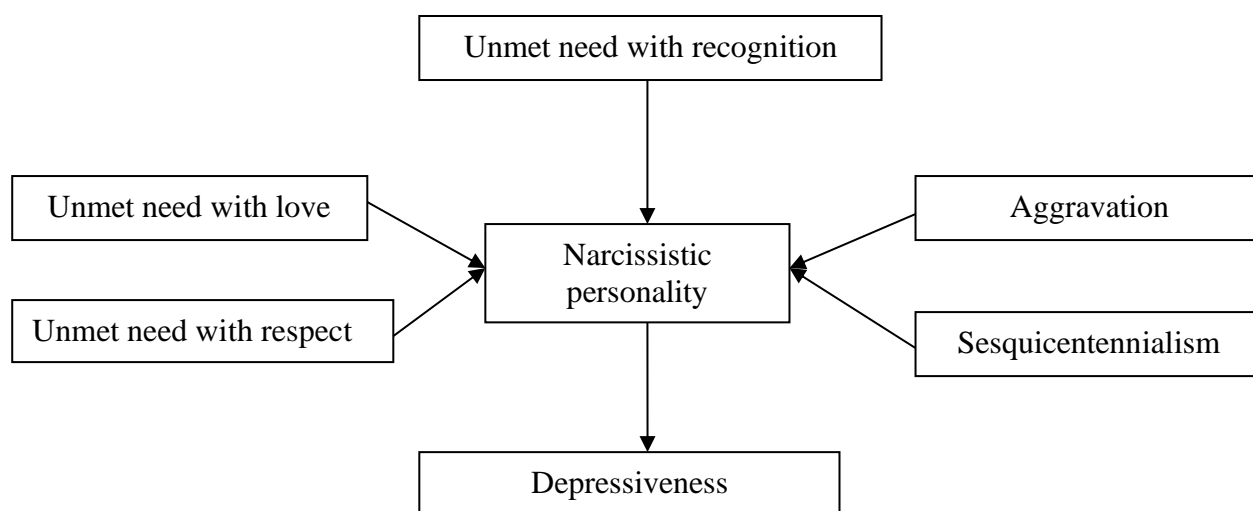 Unmet need with recognition
Unmet need with love
Aggravation
Narcissistic
personality
Unmet need with respect
Sesquicentennialism
Depressiveness